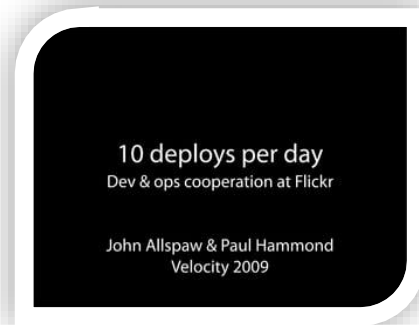 10 deploys per day
Dev & ops cooperation at Flickr
John Allspaw & Paul Hammond
Velocity 2009